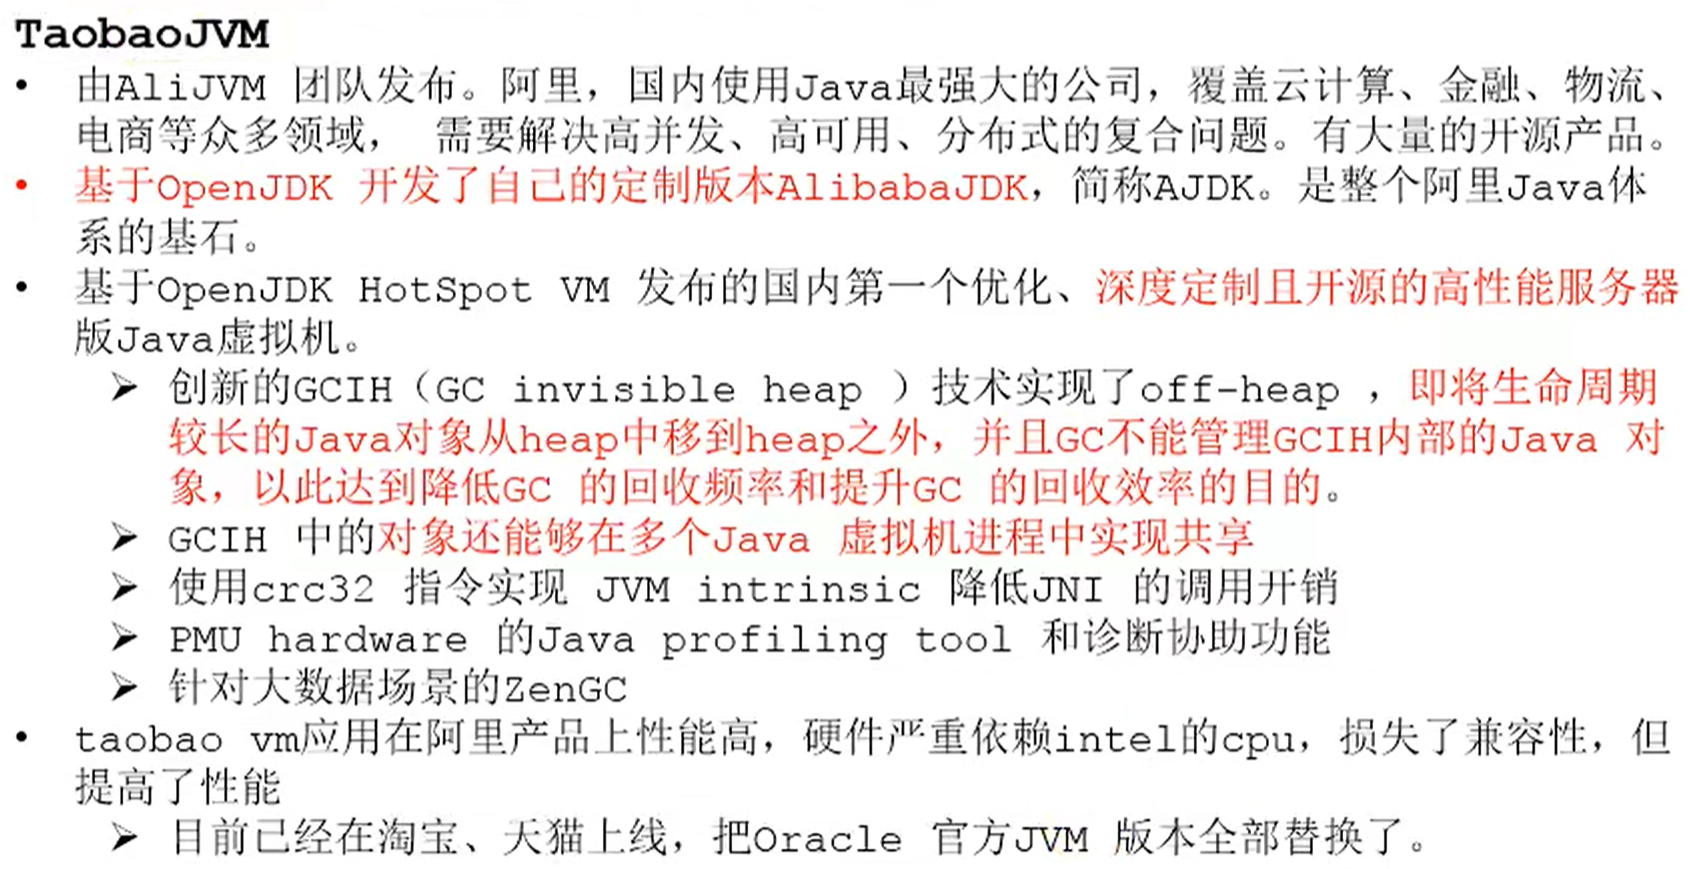 TaobaoJVM
• 由AliJVM 团队发布。阿里，国内使用Java最强大的公司，覆盖云计算、金融、物流、
电商等众多领域， 需要解决高并发、高可用、分布式的复合问题。有大量的开源产品。
• 基于OpenJDK 开发了自己的定制版本AlibabaJDK，简称AJDK。是整个阿里Java体
系的基石。
• 基于OpenJDK HotSpot VM 发布的国内第一个优化、深度定制且开源的高性能服务器
版Java虚拟机。
➢ 创新的GCIH（GC invisible heap ）技术实现了off-heap ，即将生命周期
较长的Java对象从heap中移到heap之外，并且GC不能管理GCIH内部的Java 对
象，以此达到降低GC 的回收频率和提升GC 的回收效率的目的。
➢ GCIH 中的对象还能够在多个Java 虚拟机进程中实现共享
➢ 使用crc32 指令实现 JVM intrinsic 降低JNI 的调用开销
➢ PMU hardware 的Java profiling tool 和诊断协助功能
➢ 针对大数据场景的ZenGC
• taobao vm应用在阿里产品上性能高，硬件严重依赖intel的cpu，损失了兼容性，但
提高了性能
➢ 目前已经在淘宝、天猫上线，把Oracle 官方JVM 版本全部替换了。